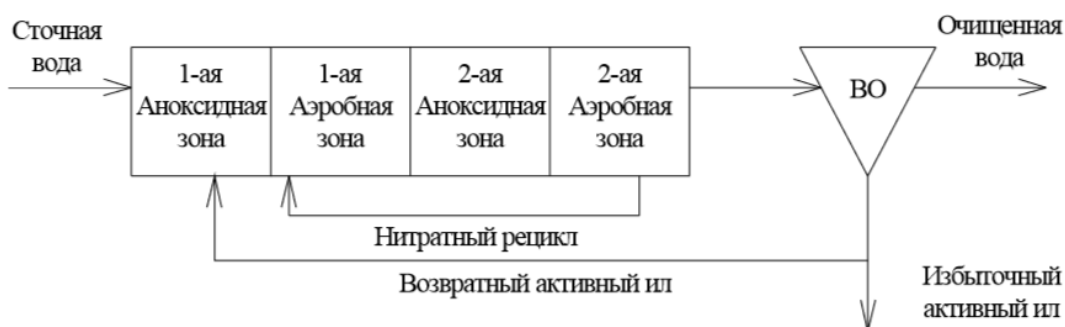 Сточная
вода
1-ая
Аноксидная
зона
1-ая
Аэробная
зона
2-ая
Аноксидная
зона
2-ая
Аэробная
зона
ВО
Очищенная
вода
Нитратный рецикл
Возвратный активный ил
Избыточный
активный ил